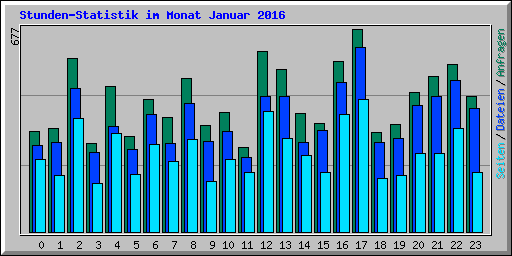 Stunden-Statistik im Monat Januar 2016
677
Seiten / Dateien / Anfragen
0 1 2 3 4 5 6 7 8 9 10 11 12 13 14 15 16 17 18 19 20 21 22 23